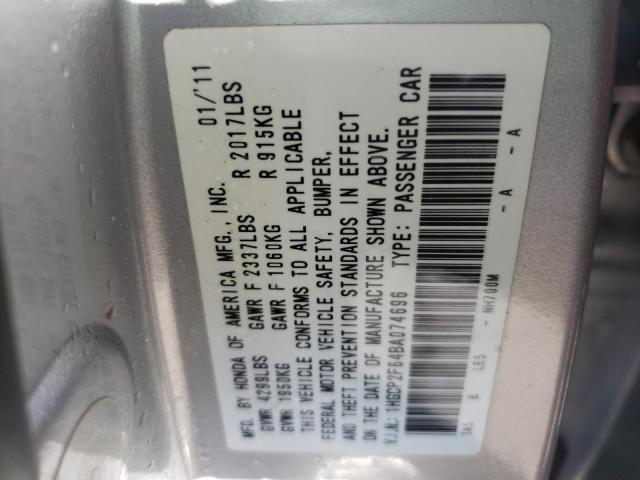 MFD. BY HONDA OF AMERICA MFG., INC. 01/'11
GVWR 4299LBS GAWR F 2337LBS R 2017LBS
GVWR 1950KG GAWR F 1060KG R 915KG
THIS VEHICLE CONFORMS TO ALL APPLICABLE
FEDERAL MOTOR VEHICLE SAFETY, BUMPER,
AND THEFT PREVENTION STANDARDS IN EFFECT
ON THE DATE OF MANUFACTURE SHOWN ABOVE.
V.I.N.: 1HGCP2F64BA074696 TYPE: PASSENGER CAR
TA5 B LE5 - NH700M - A - A